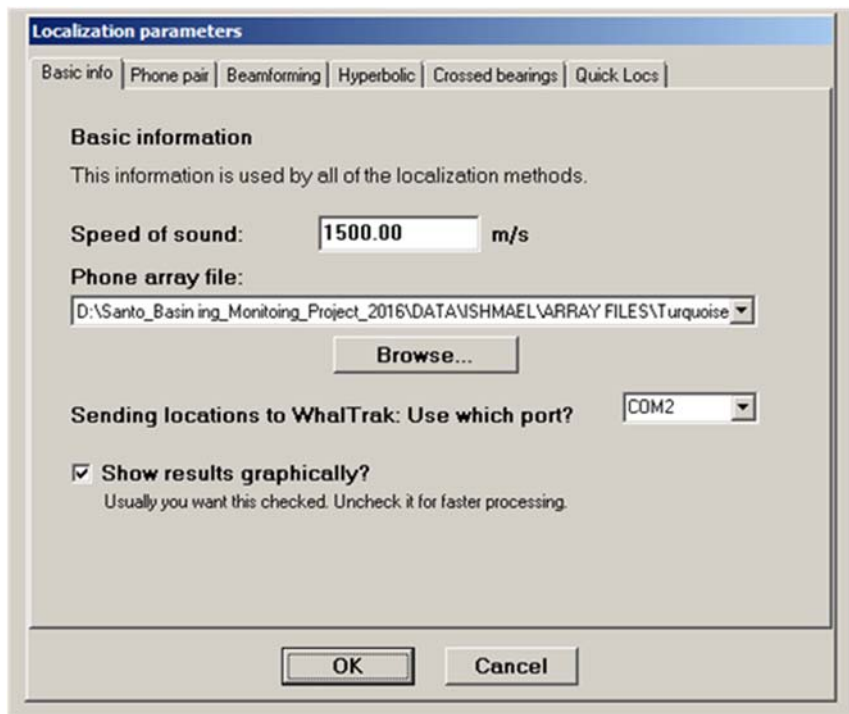 Localization parameters
Basic info Phone pair Beamforming Hyperbolic Crossed bearings Quick Locs
Basic information
This information is used by all of the localization methods.
Speed of sound: 1500.00 m/s
Phone array file:
D:\Santo_Basin ing_Monitoing_Project_2016\DATA\ISHMAEL\ARRAY FILES\Turquoise
Browse...
Sending locations to WhalTrak: Use which port? COM2
Show results graphically?
Usually you want this checked. Uncheck it for faster processing.
OK Cancel